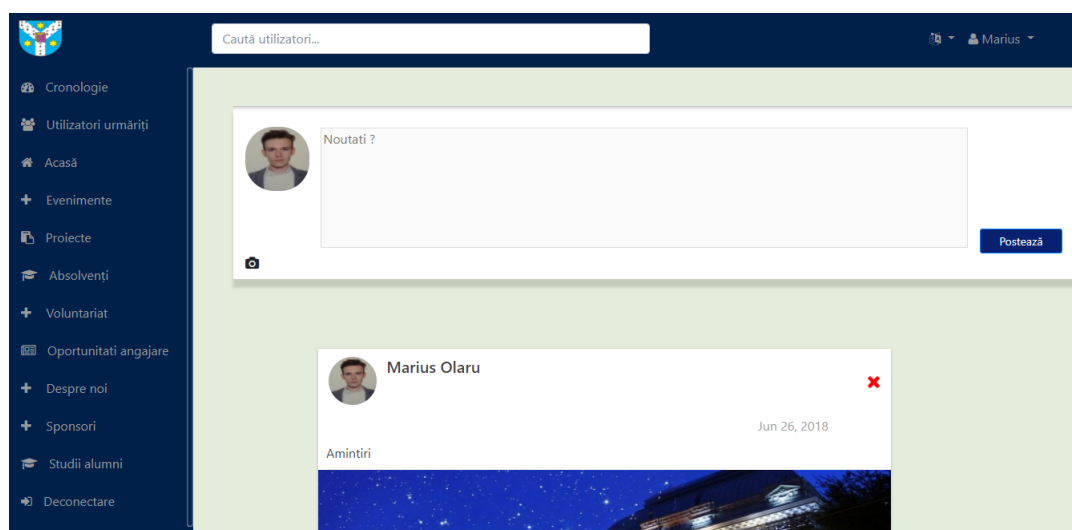 Caută utilizatori...
Marius
Cronologie
Utilizatori urmăriți
Acasă
Evenimente
Proiecte
Absolvenți
Voluntariat
Oportunitati angajare
Despre noi
Sponsori
Studii alumni
Deconectare
Noutati ?
Postează
Marius Olaru
Jun 26, 2018
Amintiri